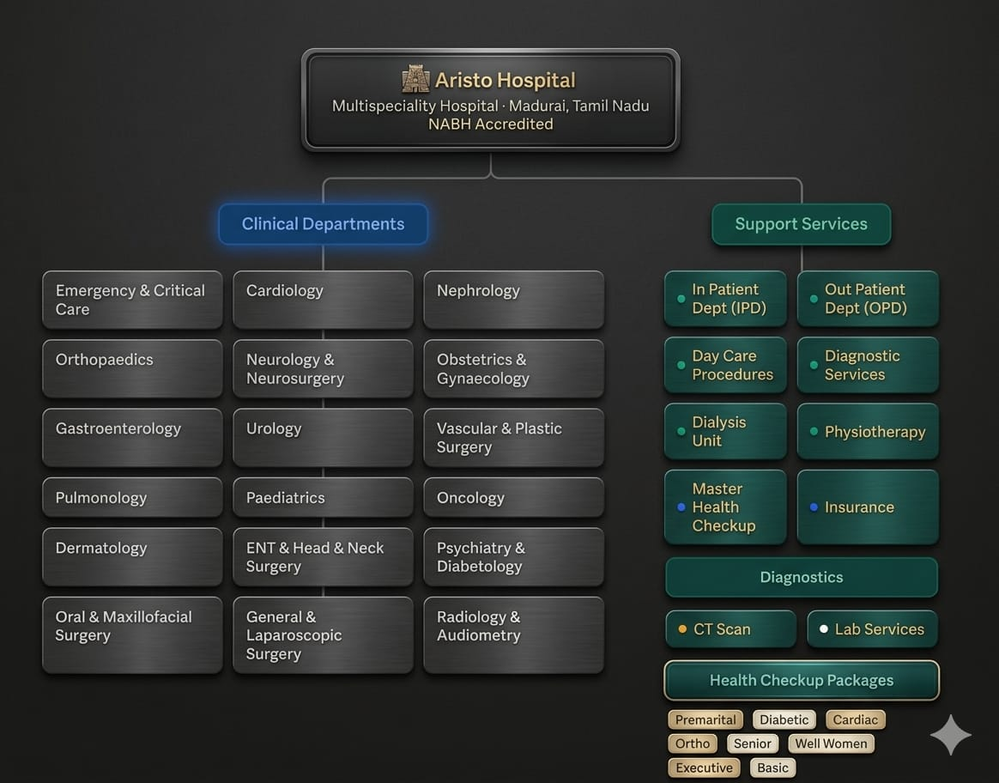 Aristo Hospital
Multispeciality Hospital · Madurai, Tamil Nadu
NABH Accredited
Clinical Departments
Emergency & Critical
Care
Cardiology
Nephrology
Orthopaedics
Neurology &
Neurosurgery
Obstetrics &
Gynaecology
Gastroenterology
Urology
Vascular & Plastic
Surgery
Pulmonology
Paediatrics
Oncology
Dermatology
ENT & Head & Neck
Surgery
Psychiatry &
Diabetology
Oral & Maxillofacial
Surgery
General &
Laparoscopic
Surgery
Radiology &
Audiometry
Support Services
In Patient
Dept (IPD)
Out Patient
Dept (OPD)
Day Care
Procedures
Diagnostic
Services
Dialysis
Unit
Physiotherapy
Master
Health
Checkup
Insurance
Diagnostics
CT Scan
Lab Services
Health Checkup Packages
Premarital
Diabetic
Cardiac
Ortho
Senior
Well Women
Executive
Basic